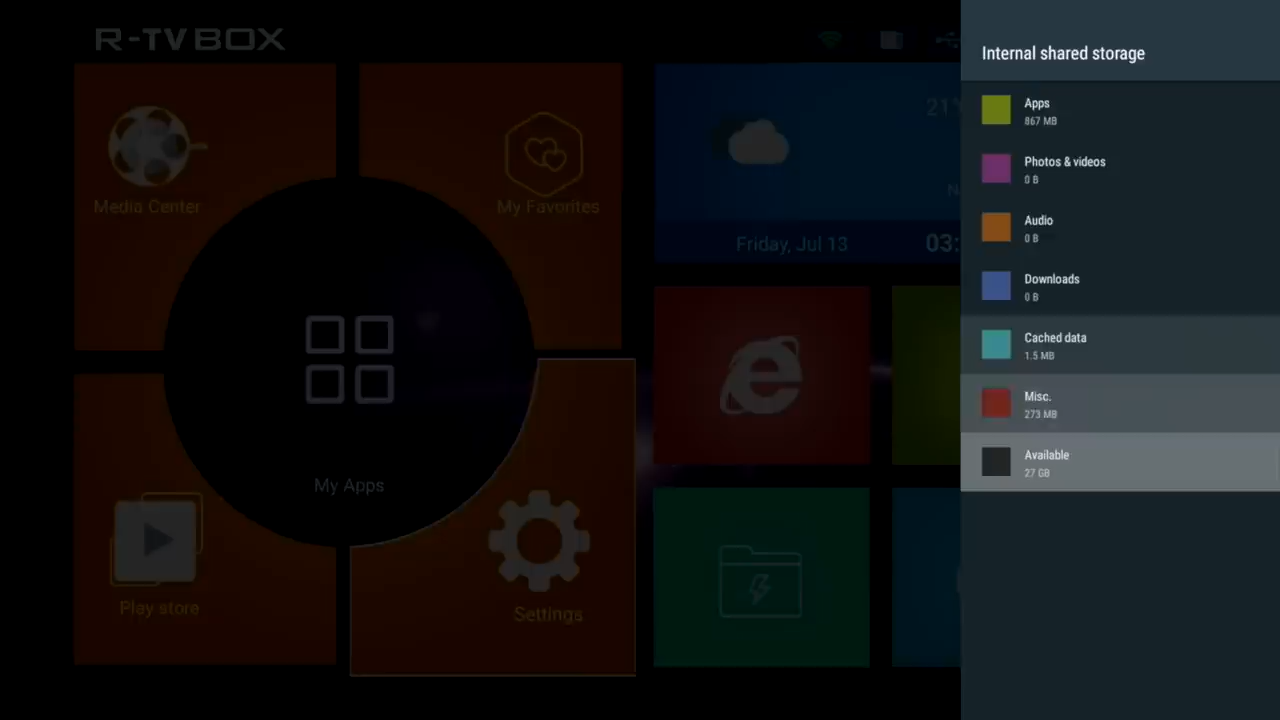 R-TV BOX
Internal shared storage
Media Center
My Favorites
21°
Friday, Jul 13
03:
My Apps
Play store
Settings
Apps
867 MB
Photos & videos
0 B
Audio
0 B
Downloads
0 B
Cached data
1.5 MB
Misc.
273 MB
Available
27 GB